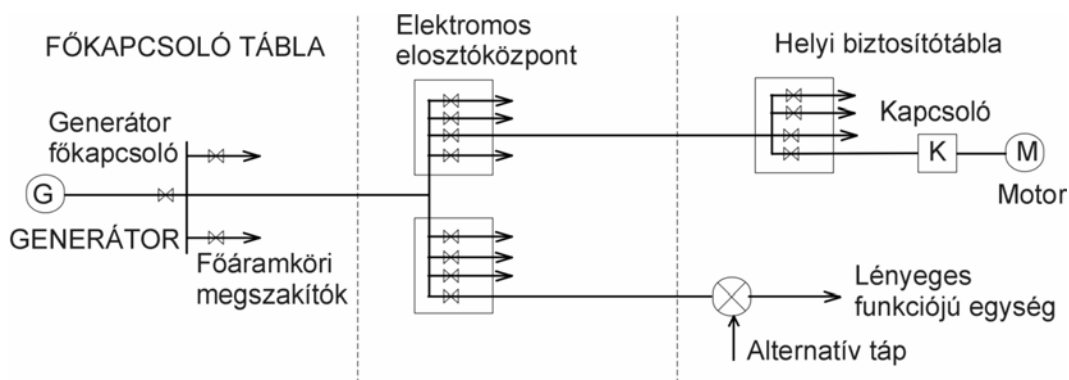 FŐKAPCSOLÓ TÁBLA
Generátor
főkapcsoló
G
GENERÁTOR
Főáramköri
megszakítók
Elektromos
elosztóközpont
Helyi biztosítótábla
Kapcsoló
K
M
Motor
Lényeges
funkciójú egység
Alternatív táp